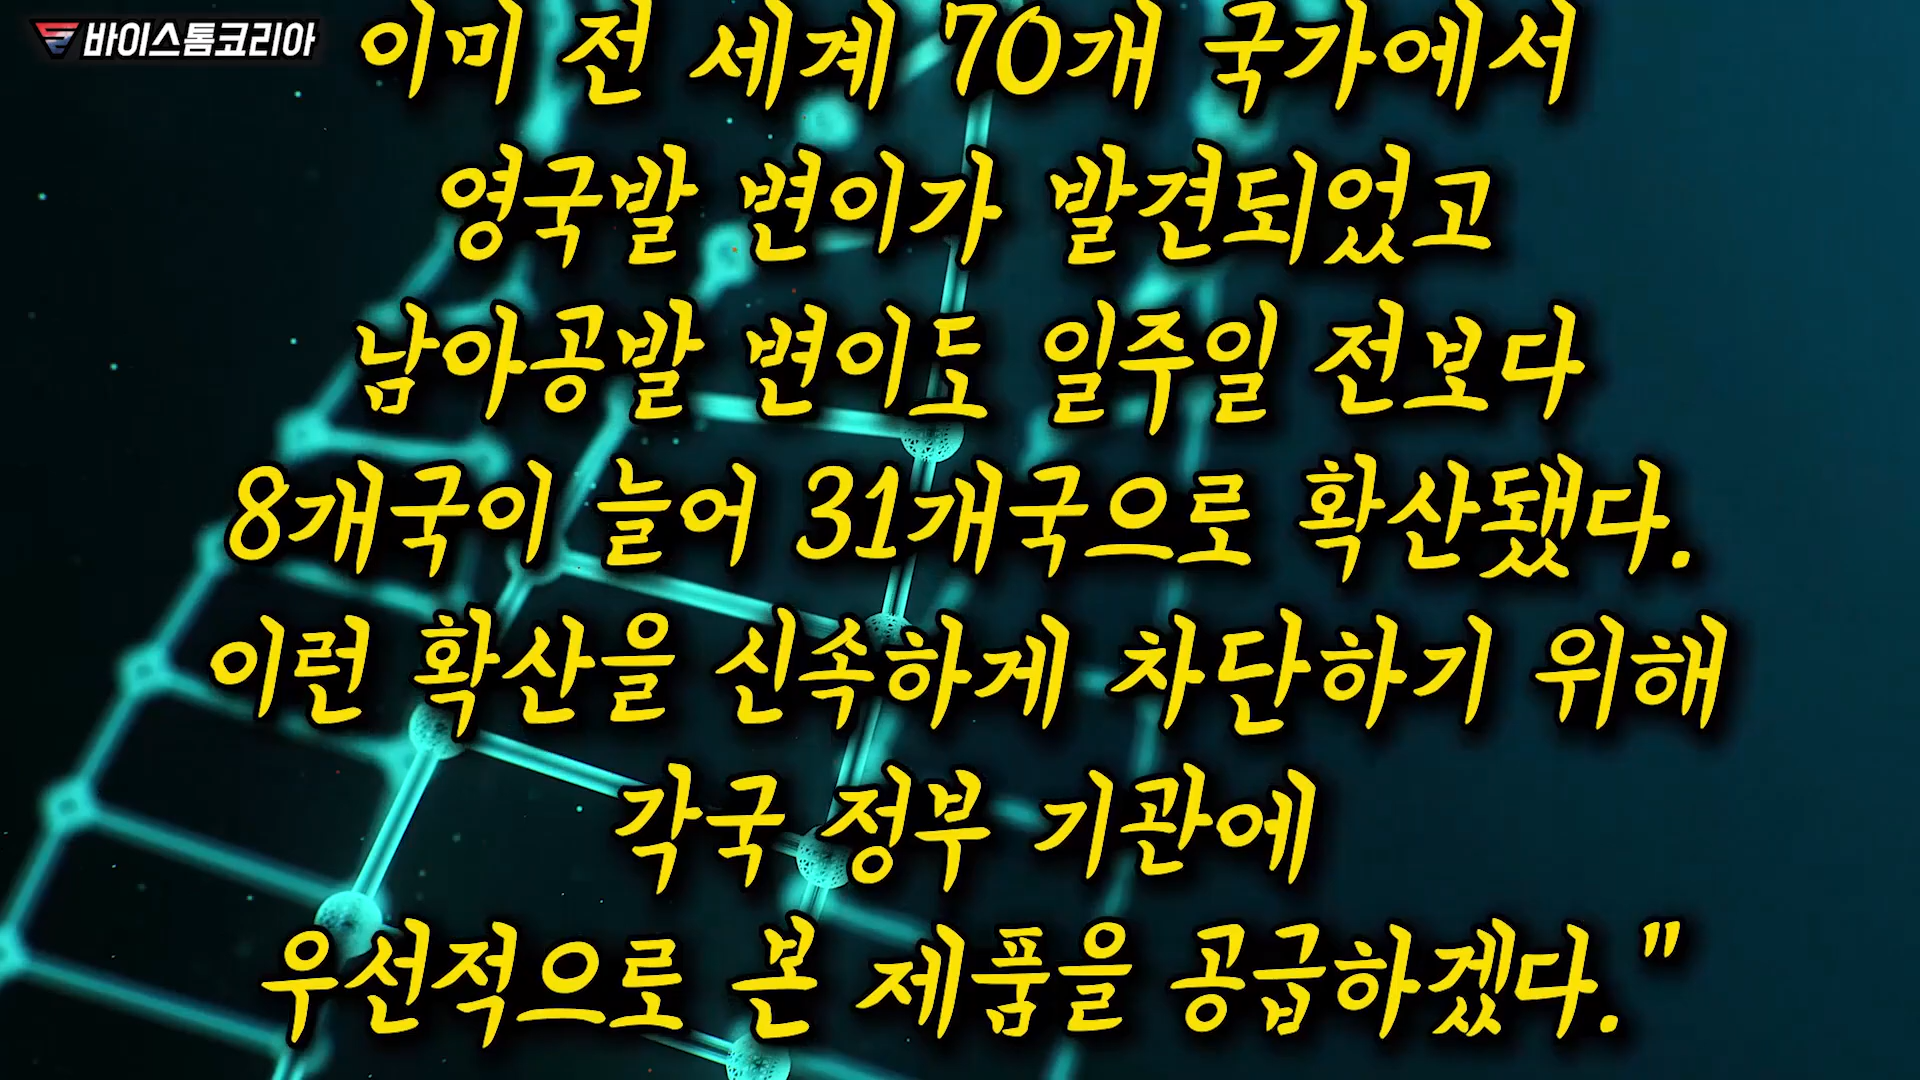 바이스톰코리아
이미 전 세계 70개 국가에서
영국발 변이가 발견되었고
남아공발 변이도 일주일 전보다
8개국이 늘어 31개국으로 확산됐다.
이런 확산을 신속하게 차단하기 위해
각국 정부 기관에
우선적으로 본 제품을 공급하겠다."